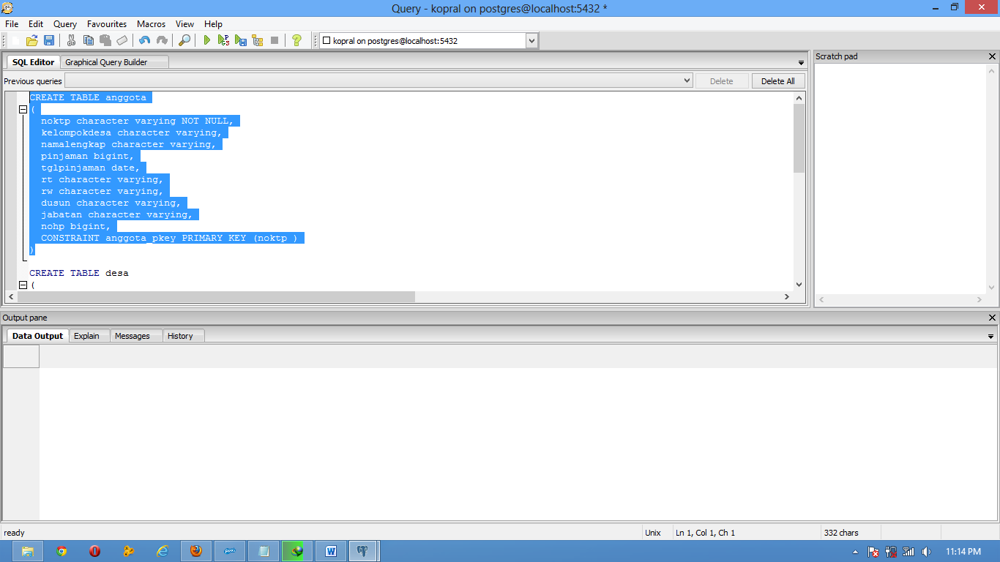 Query - kopral on postgres@localhost:5432 *
File Edit Query Favourites Macros View Help
kopral on postgres@localhost:5432
SQL Editor Graphical Query Builder
Previous queries Delete Delete All
CREATE TABLE anggota
(
noktp character varying NOT NULL,
kelompokdesa character varying,
namalengkap character varying,
pinjaman bigint,
tglpinjaman date,
rt character varying,
rw character varying,
dusun character varying,
jabatan character varying,
nohp bigint,
CONSTRAINT anggota_pkey PRIMARY KEY (noktp )
)
CREATE TABLE desa
(
Scratch pad
Output pane
Data Output Explain Messages History
ready Unix Ln 1, Col 1, Ch 1 332 chars
11:14 PM